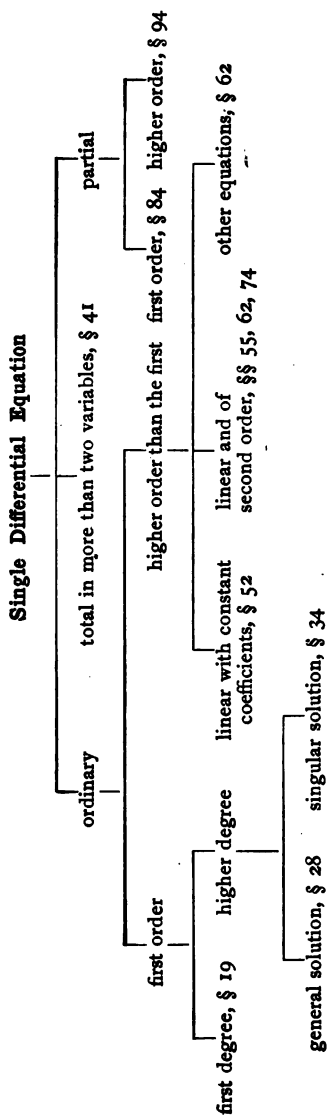 Single Differential Equation
ordinary
total in more than two variables, § 41
partial
first order
higher order than the first
first order, § 84
higher order, § 94
first degree, § 19
higher degree
linear with constant
coefficients, § 52
linear and of
second order, §§ 55, 62, 74
other equations, § 62
general solution, § 28
singular solution, § 34